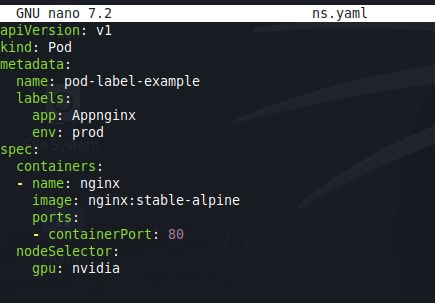 GNU nano 7.2 ns.yaml
apiVersion: v1
kind: Pod
metadata:
  name: pod-label-example
  labels:
    app: Appnginx
    env: prod
spec:
  containers:
  - name: nginx
    image: nginx:stable-alpine
    ports:
    - containerPort: 80
  nodeSelector:
    gpu: nvidia